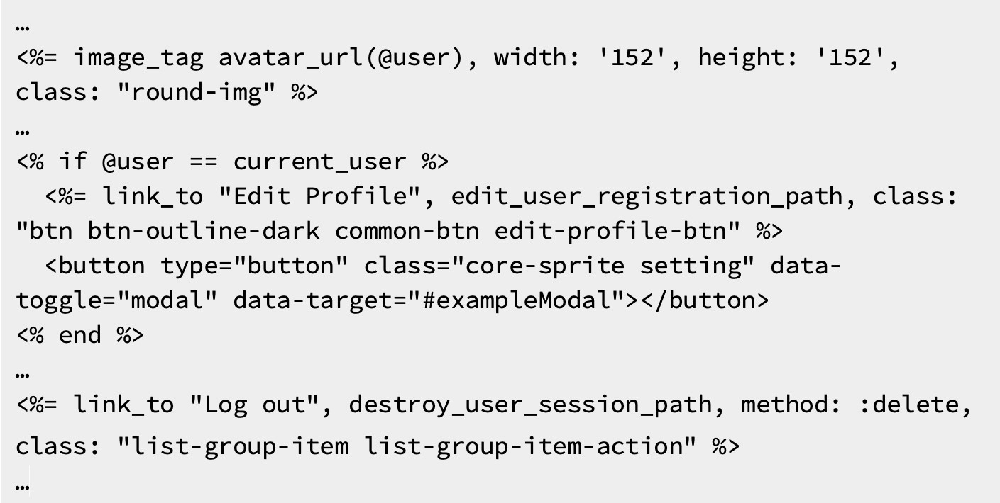 …
<%= image_tag avatar_url(@user), width: '152', height: '152',
class: "round-img" %>
…
<% if @user == current_user %>
  <%= link_to "Edit Profile", edit_user_registration_path, class:
"btn btn-outline-dark common-btn edit-profile-btn" %>
  <button type="button" class="core-sprite setting" data-
toggle="modal" data-target="#exampleModal"></button>
<% end %>
…
<%= link_to "Log out", destroy_user_session_path, method: :delete,
class: "list-group-item list-group-item-action" %>
…